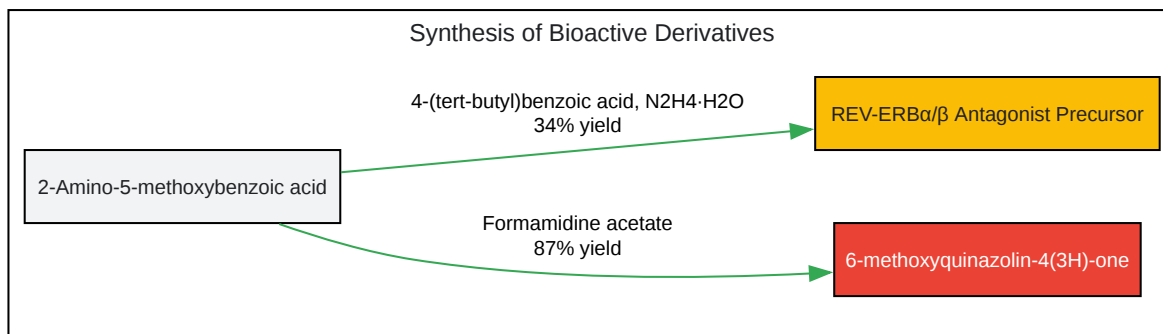 Synthesis of Bioactive Derivatives
4-(tert-butyl)benzoic acid, N2H4·H2O
34% yield
REV-ERBα/β Antagonist Precursor
2-Amino-5-methoxybenzoic acid
Formamidine acetate
87% yield
6-methoxyquinazolin-4(3H)-one